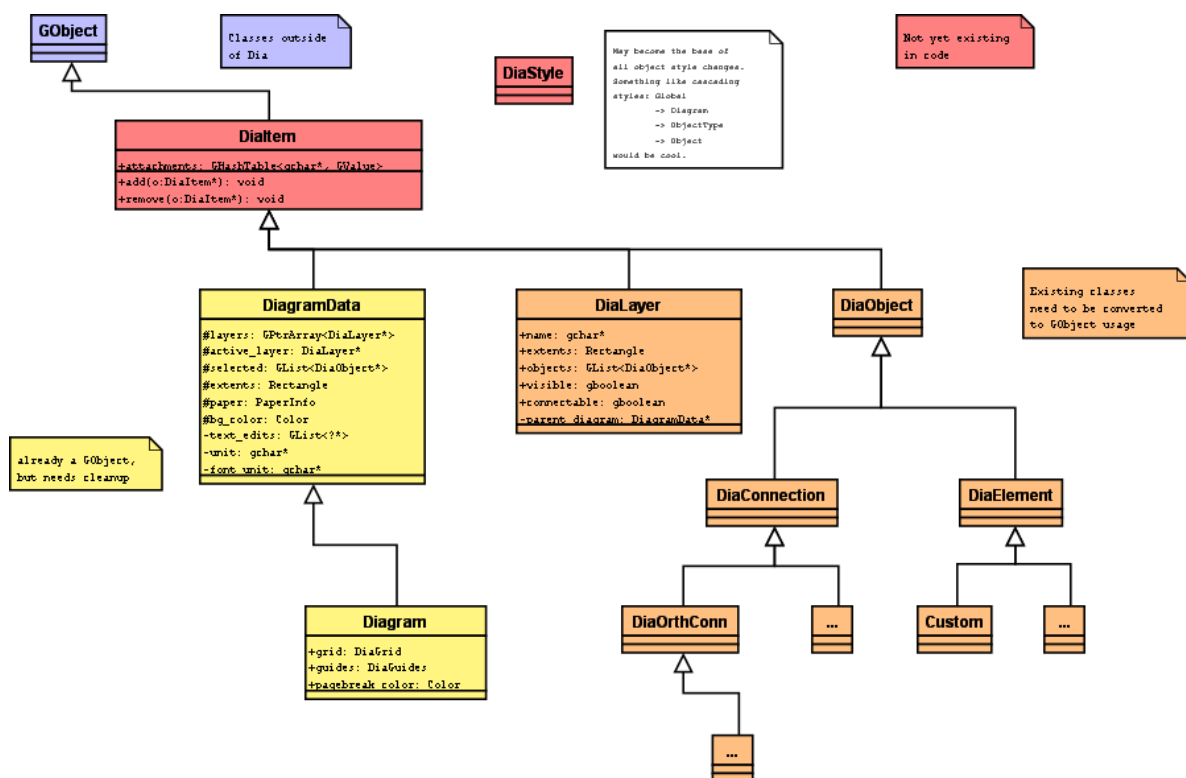 GObject
Classes outside
of Dia
DiaStyle
May become the base of
all object style changes.
Something like cascading
styles: Global
-> Diagram
-> ObjectType
-> Object
would be cool.
Not yet existing
in code
DiaItem
+attachments: GHashTable<gchar*, GValue>
+add(o:DiaItem*): void
+remove(o:DiaItem*): void
DiagramData
#layers: GPtrArray<DiaLayer*>
#active_layer: DiaLayer*
#selected: GList<DiaObject*>
#extents: Rectangle
#paper: PaperInfo
#bg_color: Color
-text_edits: GList<?*>
-unit: gchar*
-font_unit: gchar*
DiaLayer
+name: gchar*
+extents: Rectangle
+objects: GList<DiaObject*>
+visible: gboolean
+connectable: gboolean
-parent_diagram: DiagramData*
DiaObject
Existing classes
need to be converted
to GObject usage
already a GObject,
but needs cleanup
DiaConnection
DiaElement
Diagram
+grid: DiaGrid
+guides: DiaGuides
+pagebreak_color: Color
DiaOrthConn
...
Custom
...
...